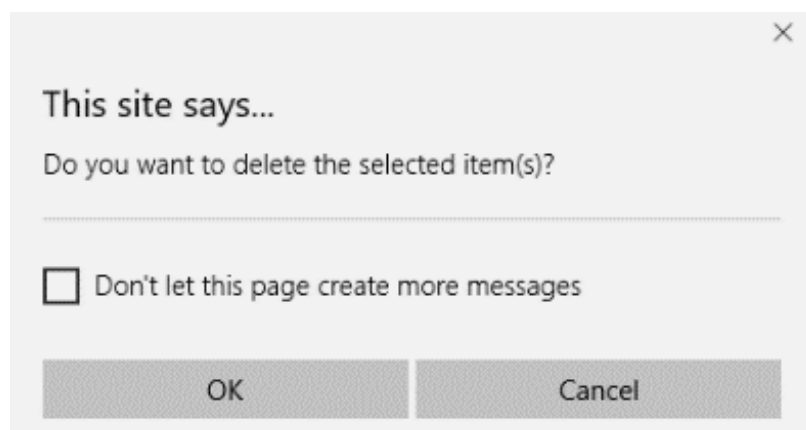 This site says...
Do you want to delete the selected item(s)?
Don't let this page create more messages
OK
Cancel